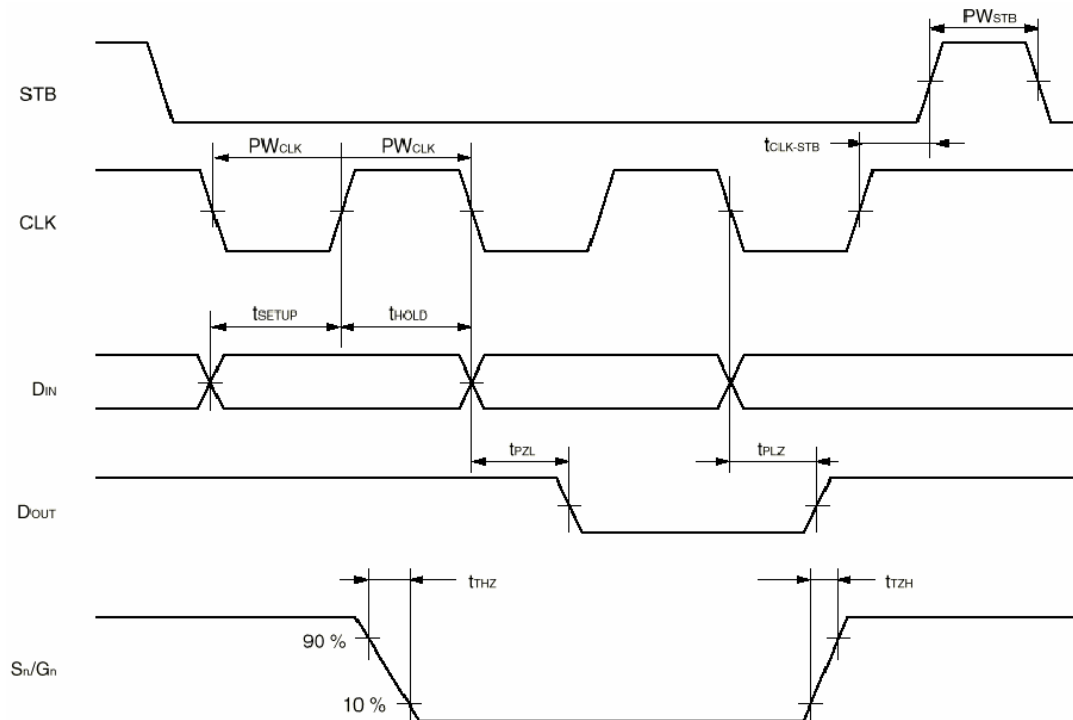 PWSTB
STB
PWCLK PWCLK
tCLK-STB
CLK
tSETUP tHOLD
DIN
tPZL tPLZ
DOUT
tTHZ tTZH
90 %
Sn/Gn
10 %